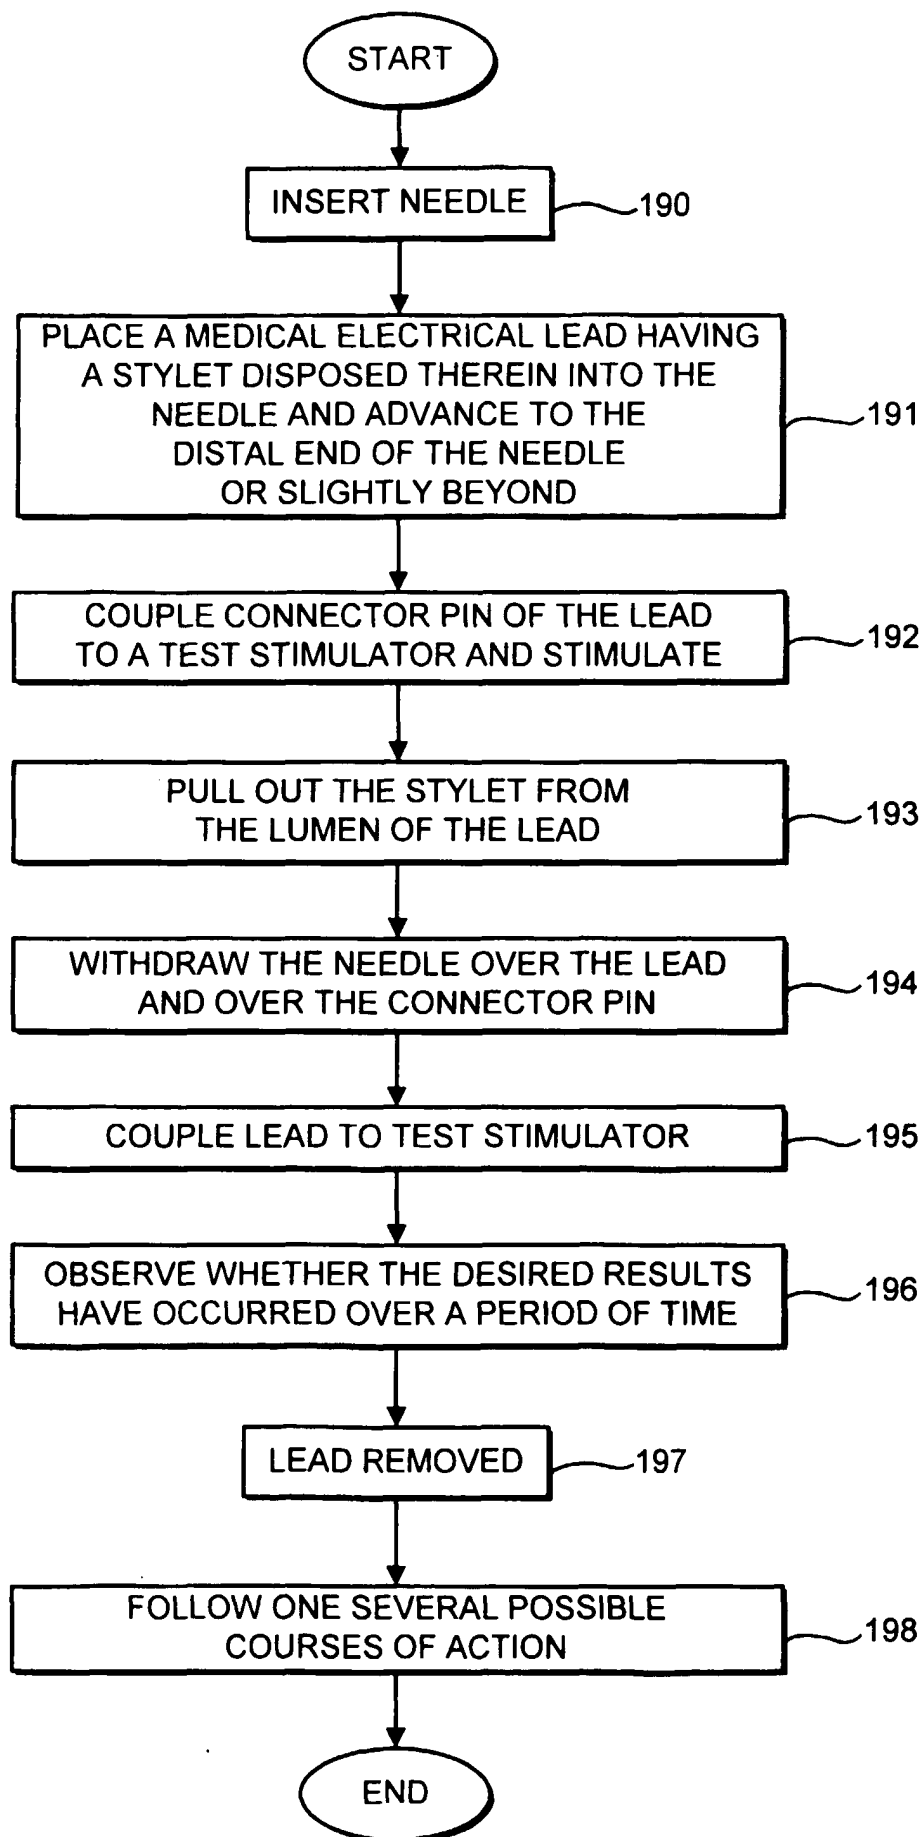 START
INSERT NEEDLE
190
PLACE A MEDICAL ELECTRICAL LEAD HAVING
A STYLET DISPOSED THEREIN INTO THE
NEEDLE AND ADVANCE TO THE
DISTAL END OF THE NEEDLE
OR SLIGHTLY BEYOND
191
COUPLE CONNECTOR PIN OF THE LEAD
TO A TEST STIMULATOR AND STIMULATE
192
PULL OUT THE STYLET FROM
THE LUMEN OF THE LEAD
193
WITHDRAW THE NEEDLE OVER THE LEAD
AND OVER THE CONNECTOR PIN
194
COUPLE LEAD TO TEST STIMULATOR
195
OBSERVE WHETHER THE DESIRED RESULTS
HAVE OCCURRED OVER A PERIOD OF TIME
196
LEAD REMOVED
197
FOLLOW ONE SEVERAL POSSIBLE
COURSES OF ACTION
198
END